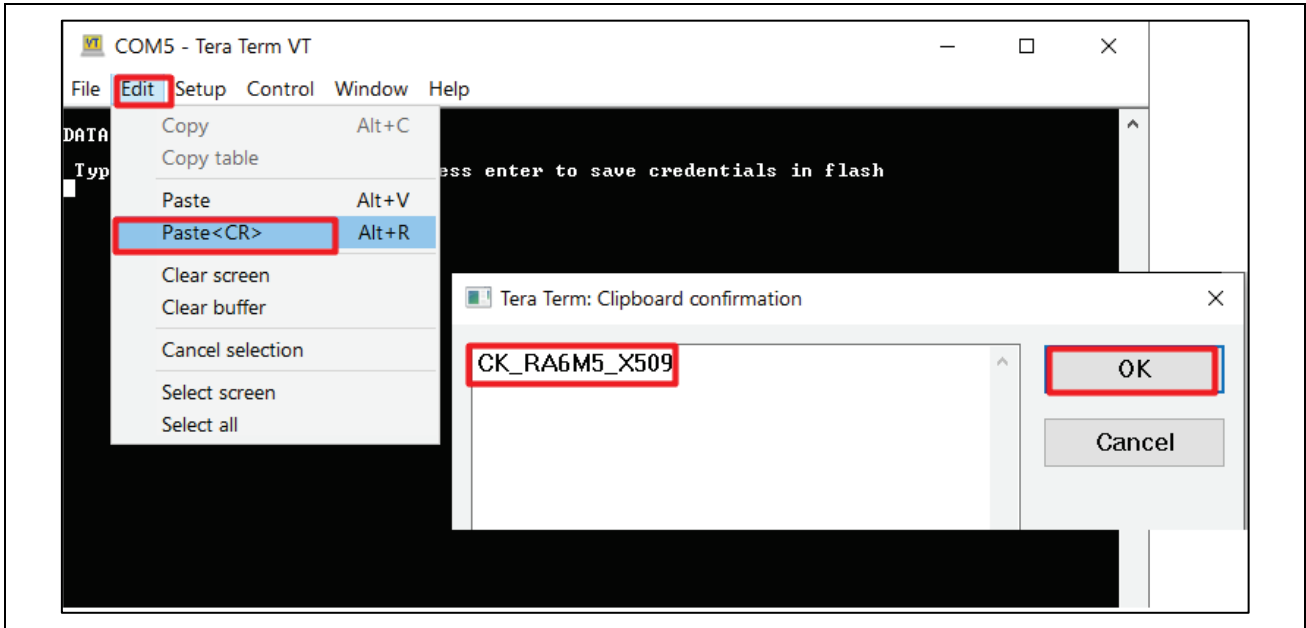 COM5 - Tera Term VT
File Edit Setup Control Window Help
DATA
Typ
ess enter to save credentials in flash
Copy Alt+C
Copy table
Paste Alt+V
Paste<CR> Alt+R
Clear screen
Clear buffer
Cancel selection
Select screen
Select all
Tera Term: Clipboard confirmation
CK_RA6M5_X509
OK
Cancel